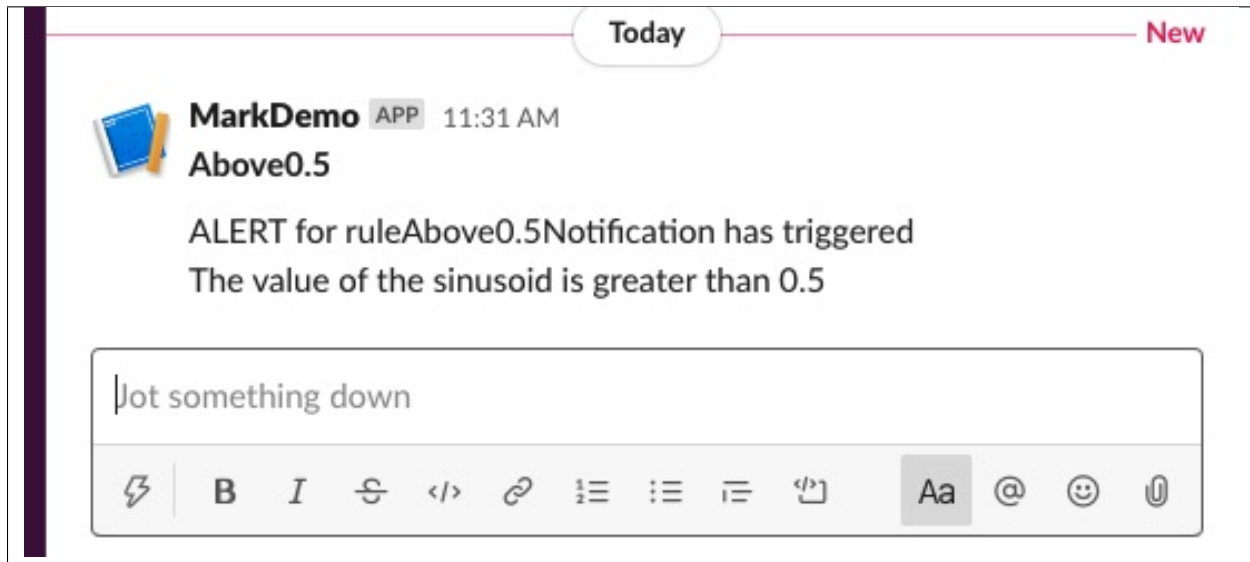 Today
New
MarkDemo APP 11:31 AM
Above0.5
ALERT for ruleAbove0.5Notification has triggered
The value of the sinusoid is greater than 0.5
Jot something down
B I S </> Aa @